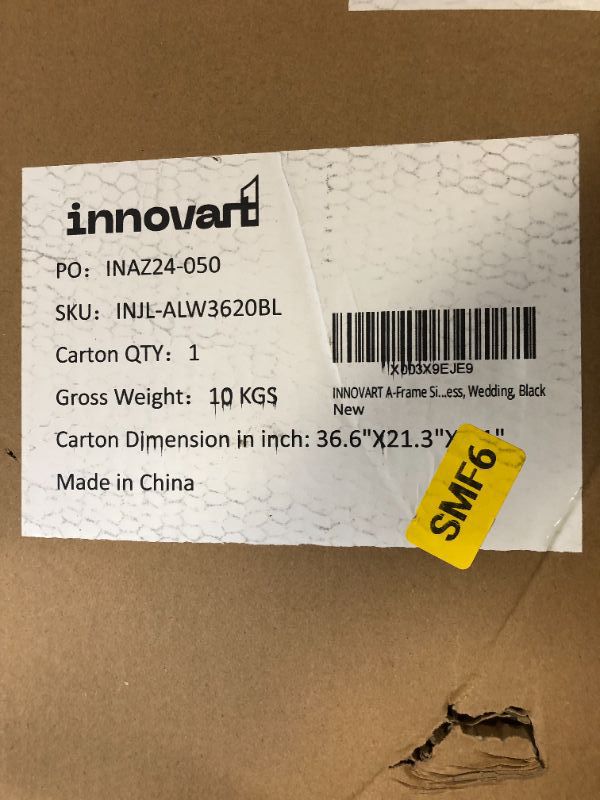 innovart
PO: INAZ24-050
SKU: INJL-ALW3620BL
Carton QTY: 1
Gross Weight: 10 KGS
X003X9EJE9
INNOVART A-Frame Si...ess, Wedding, Black
New
Carton Dimension in inch: 36.6"X21.3"X
Made in China
SMF6